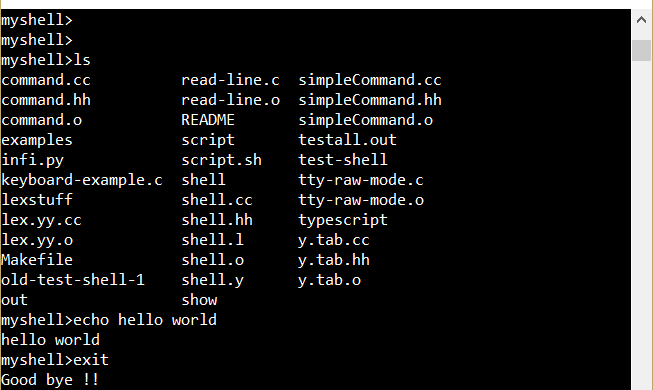 myshell>
myshell>
myshell>ls
command.cc          read-line.c  simpleCommand.cc
command.hh          read-line.o  simpleCommand.hh
command.o           README       simpleCommand.o
examples            script       testall.out
infi.py             script.sh    test-shell
keyboard-example.c  shell        tty-raw-mode.c
lexstuff            shell.cc     tty-raw-mode.o
lex.yy.cc           shell.hh     typescript
lex.yy.o            shell.l      y.tab.cc
Makefile            shell.o      y.tab.hh
old-test-shell-1    shell.y      y.tab.o
out                 show
myshell>echo hello world
hello world
myshell>exit
Good bye !!